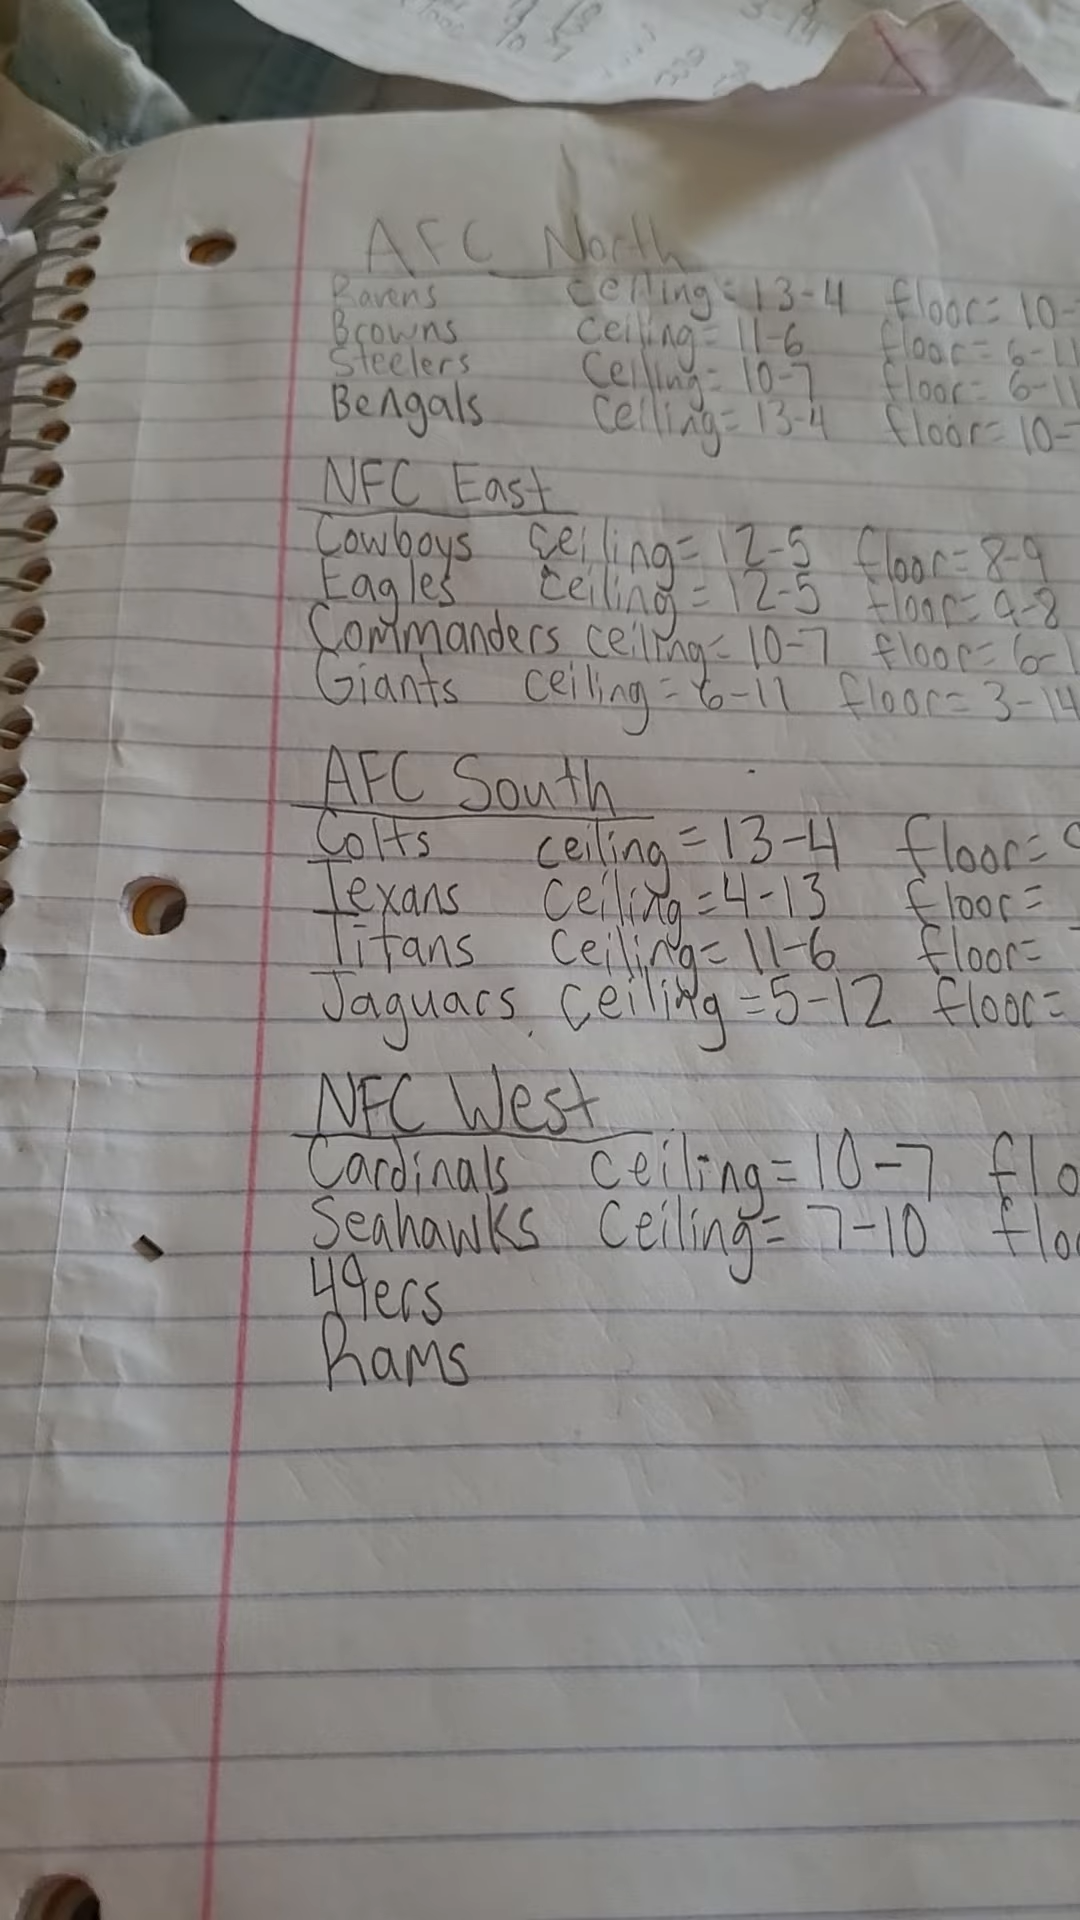 AFC North
Ravens ceiling=13-4 floor=10-
Browns ceiling=11-6 floor=6-11
Steelers ceiling=10-7 floor=6-11
Bengals ceiling=13-4 floor=10-
NFC East
Cowboys ceiling=12-5 floor=8-9
Eagles ceiling=12-5 floor=9-8
Commanders ceiling=10-7 floor=6-1
Giants ceiling=6-11 floor=3-14
AFC South
Colts ceiling=13-4 floor=
Texans ceiling=4-13 floor=
Titans ceiling=11-6 floor=
Jaguars ceiling=5-12 floor=
NFC West
Cardinals ceiling=10-7 flo
Seahawks ceiling=7-10 floo
49ers
Rams